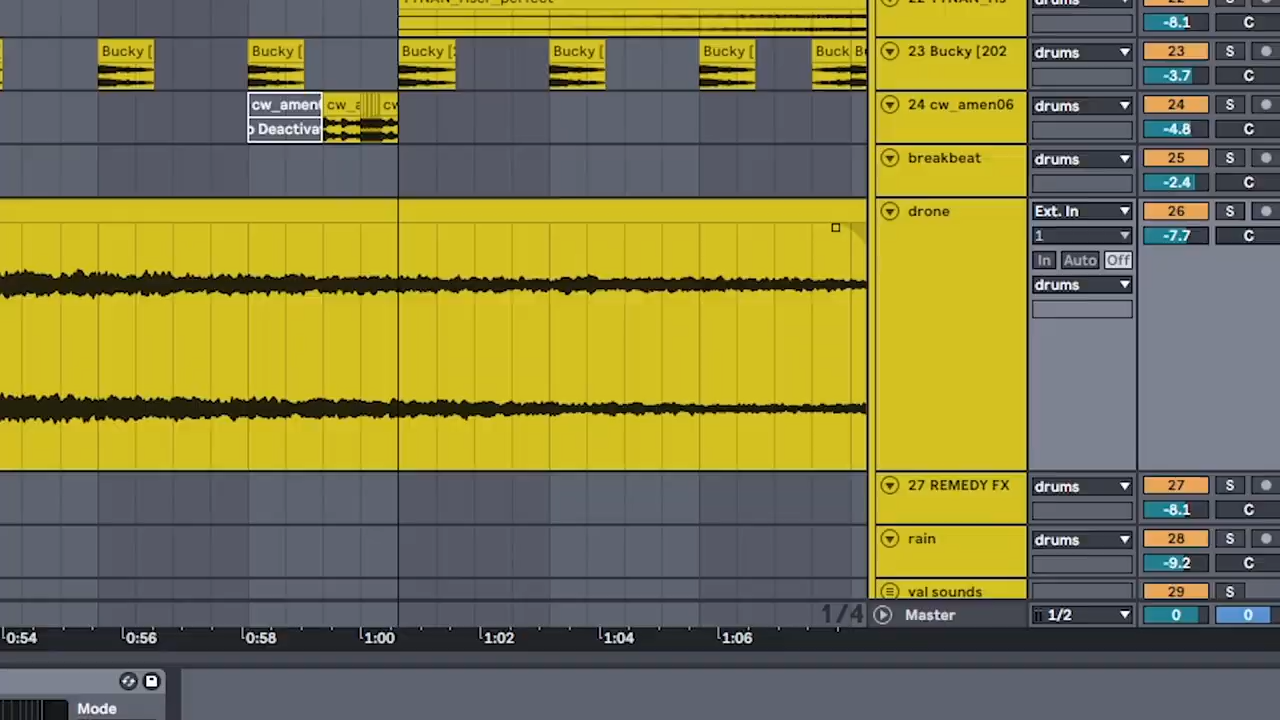 -8.1 C
Bucky [ Bucky [ Bucky [ Bucky [ Bucky [ Buck 23 Bucky [202 drums 23 S
-3.7 C
cw_amen cw_a cw 24 cw_amen06 drums 24 S
Deactiva -4.8 C
breakbeat drums 25 S
-2.4 C
drone Ext. In 26 S
1 -7.7 C
In Auto Off
drums
27 REMEDY FX drums 27 S
-8.1 C
rain drums 28 S
-9.2 C
val sounds 29 S
1/4 Master 1/2 0 0
0:54 0:56 0:58 1:00 1:02 1:04 1:06
Mode